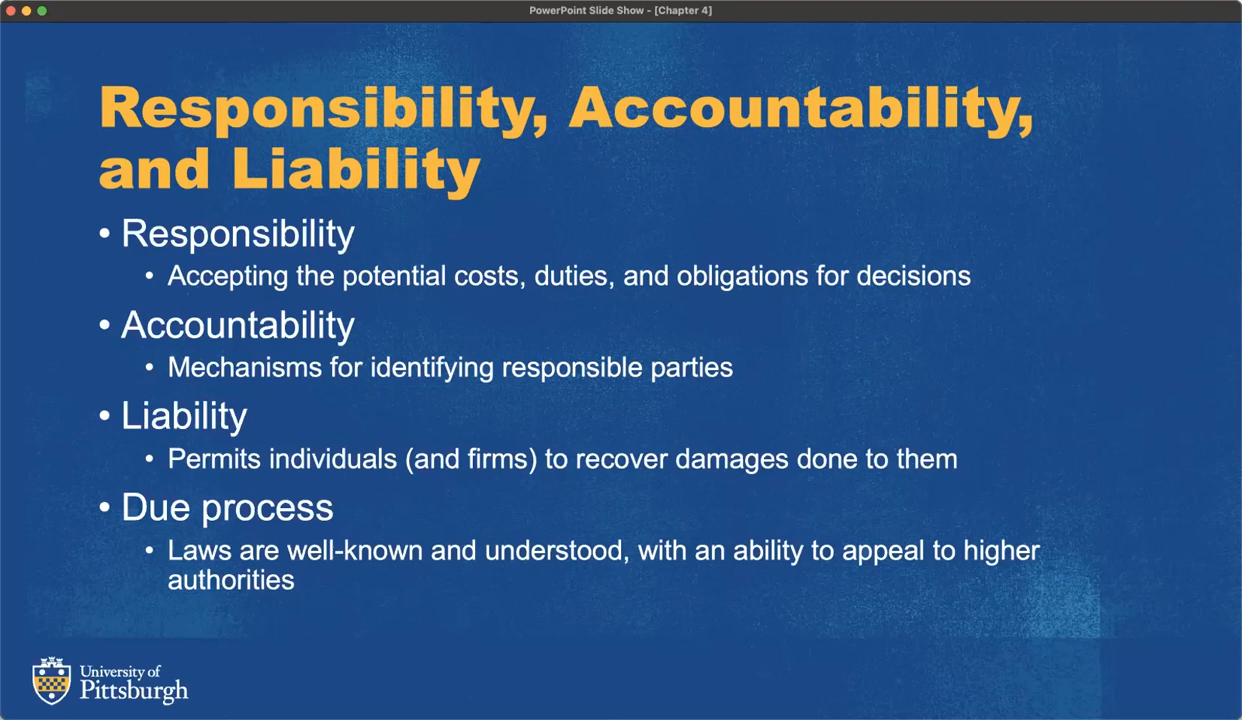 PowerPoint Slide Show - [Chapter 4]
Responsibility, Accountability,
and Liability
• Responsibility
• Accepting the potential costs, duties, and obligations for decisions
• Accountability
• Mechanisms for identifying responsible parties
• Liability
• Permits individuals (and firms) to recover damages done to them
• Due process
• Laws are well-known and understood, with an ability to appeal to higher
authorities
University of
Pittsburgh